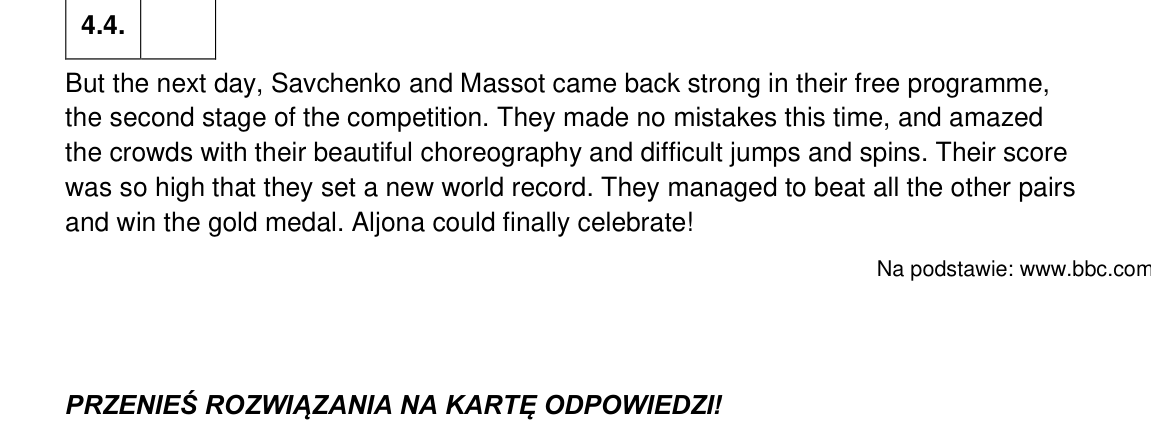 4.4.
But the next day, Savchenko and Massot came back strong in their free programme,
the second stage of the competition. They made no mistakes this time, and amazed
the crowds with their beautiful choreography and difficult jumps and spins. Their score
was so high that they set a new world record. They managed to beat all the other pairs
and win the gold medal. Aljona could finally celebrate!
Na podstawie: www.bbc.com
PRZENIEŚ ROZWIĄZANIA NA KARTĘ ODPOWIEDZI!